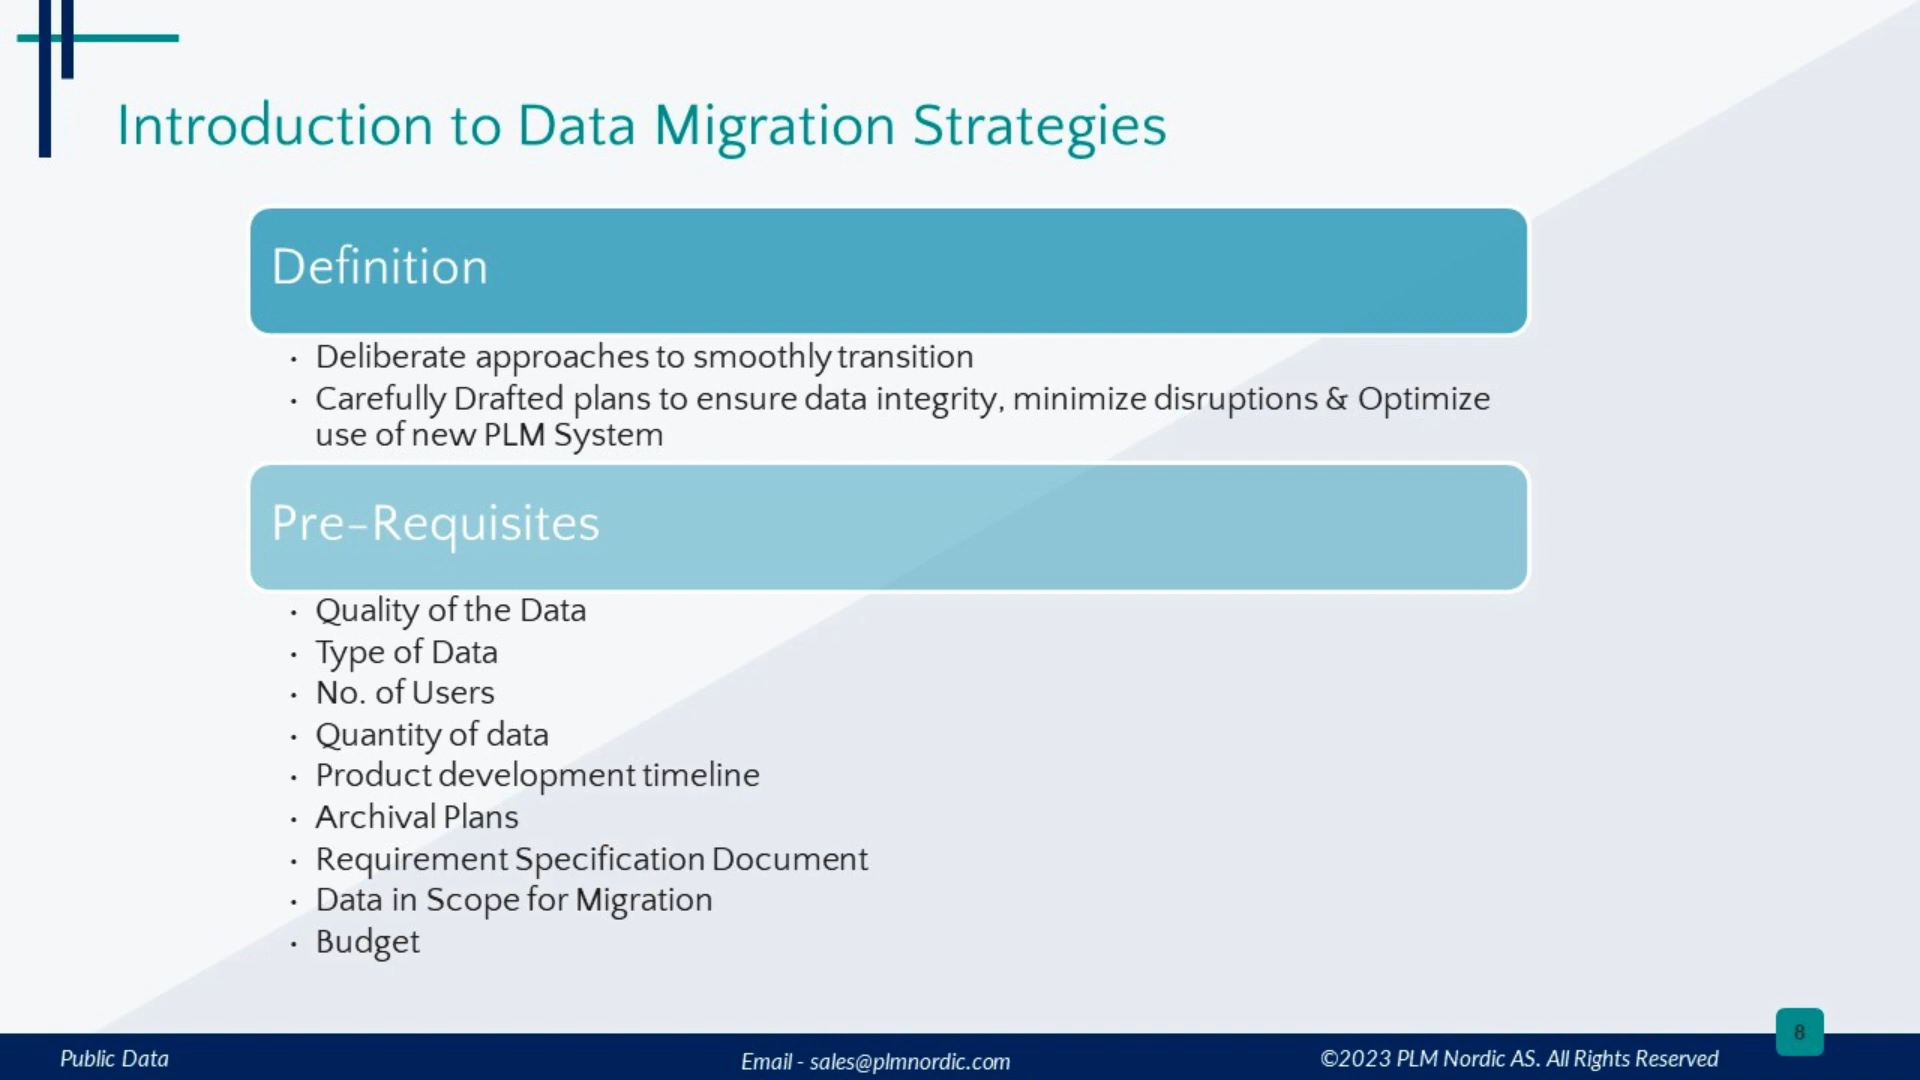 Introduction to Data Migration Strategies
Definition
· Deliberate approaches to smoothly transition
· Carefully Drafted plans to ensure data integrity, minimize disruptions & Optimize
use of new PLM System
Pre-Requisites
· Quality of the Data
· Type of Data
· No. of Users
· Quantity of data
· Product development timeline
· Archival Plans
· Requirement Specification Document
· Data in Scope for Migration
· Budget
8
Public Data
Email - sales@plmnordic.com
©2023 PLM Nordic AS. All Rights Reserved